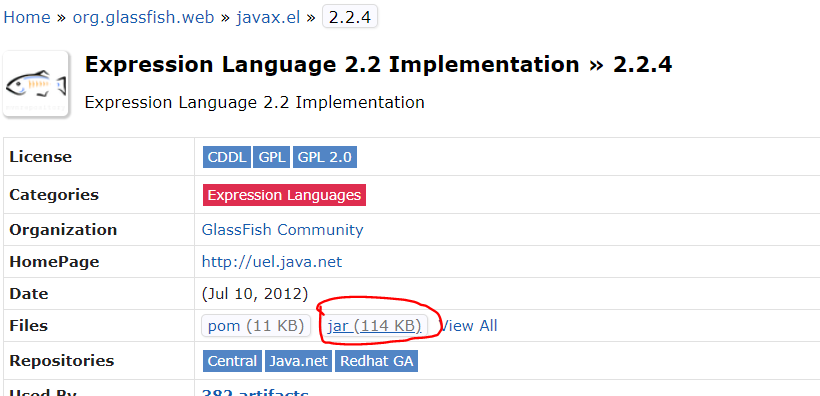 Home » org.glassfish.web » javax.el » 2.2.4
Expression Language 2.2 Implementation » 2.2.4
Expression Language 2.2 Implementation
License CDDL GPL GPL 2.0
Categories Expression Languages
Organization GlassFish Community
HomePage http://uel.java.net
Date (Jul 10, 2012)
Files pom (11 KB) jar (114 KB) View All
Repositories Central Java.net Redhat GA
Used By 382 artifacts